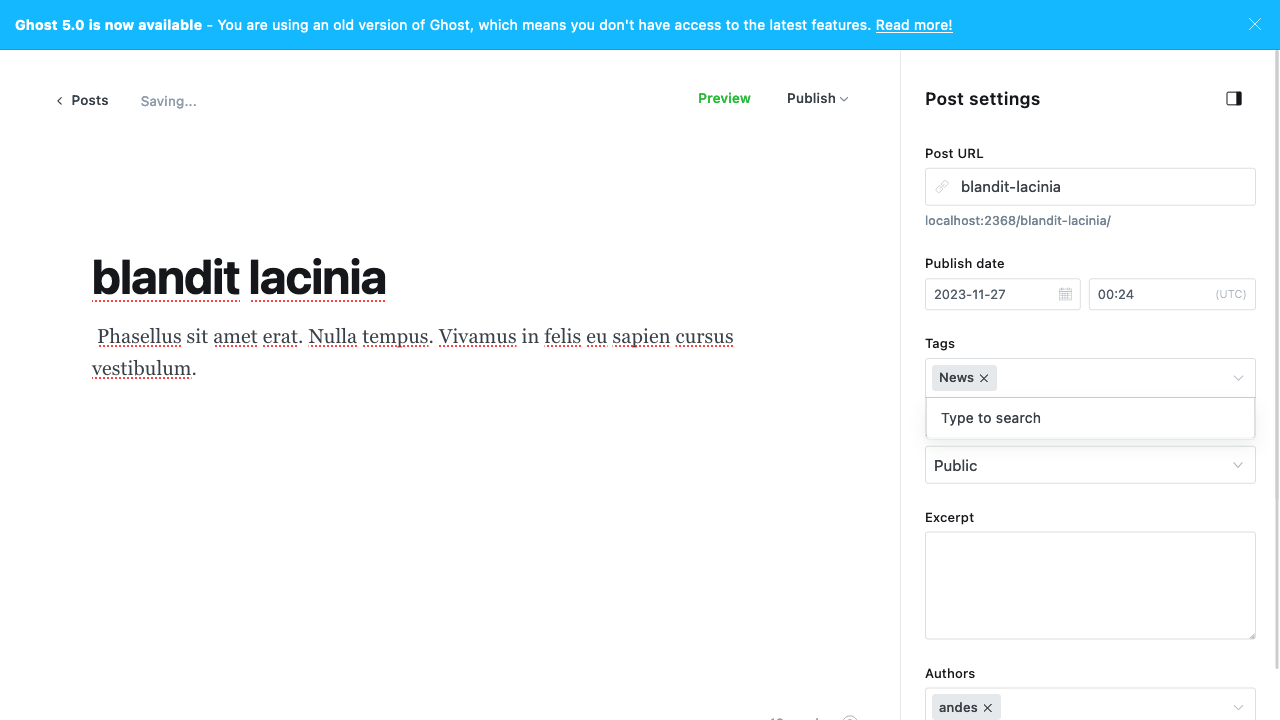 Ghost 5.0 is now available - You are using an old version of Ghost, which means you don't have access to the latest features. Read more!
Posts
Saving...
Preview
Publish
blandit lacinia
Phasellus sit amet erat. Nulla tempus. Vivamus in felis eu sapien cursus
vestibulum.
Post settings
Post URL
blandit-lacinia
localhost:2368/blandit-lacinia/
Publish date
2023-11-27
00:24
(UTC)
Tags
News
Type to search
Public
Excerpt
Authors
andes